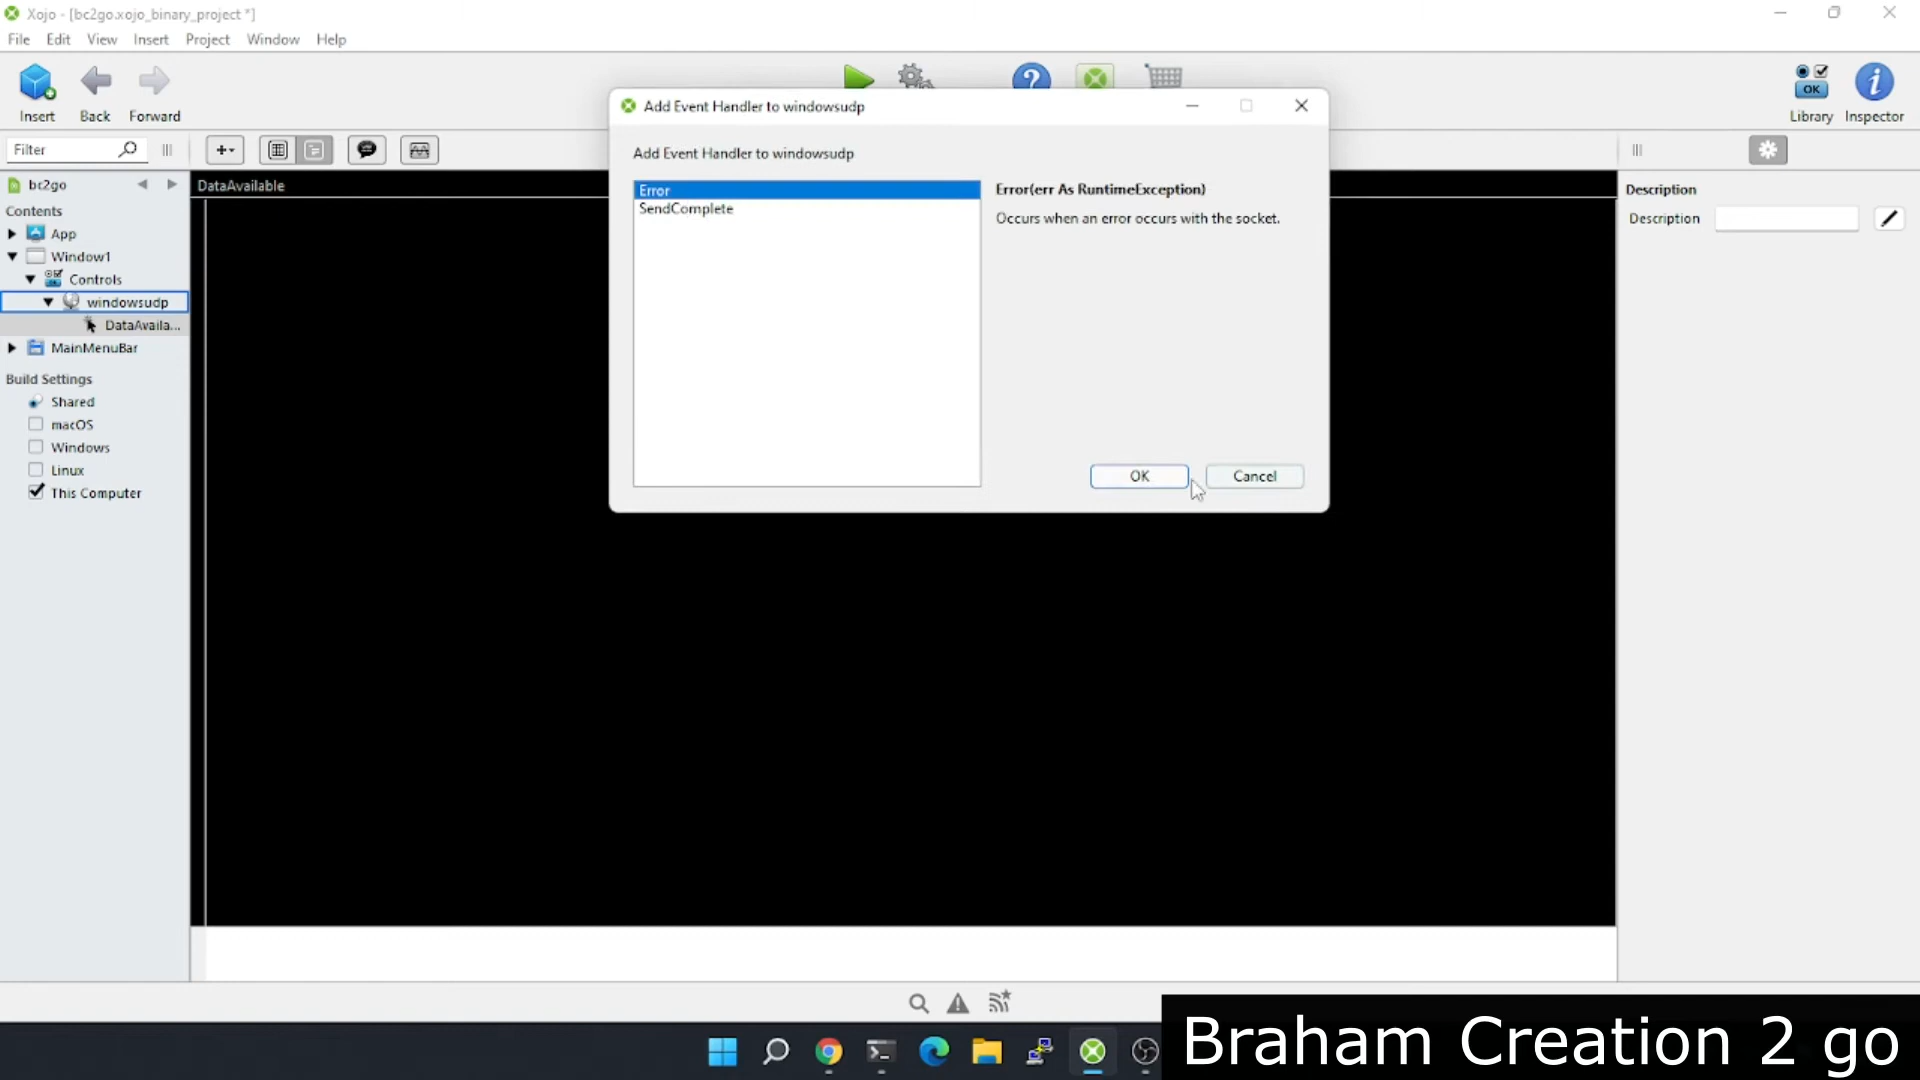 Xojo - [bc2go.xojo_binary_project *]
File Edit View Insert Project Window Help
Insert Back Forward
OK
Library Inspector
Add Event Handler to windowsudp
Filter
Add Event Handler to windowsudp
bc2go
DataAvailable
Contents
App
Window1
Controls
windowsudp
DataAvaila...
MainMenuBar
Build Settings
Shared
macOS
Windows
Linux
This Computer
Error
SendComplete
Error(err As RuntimeException)
Occurs when an error occurs with the socket.
OK Cancel
Description
Description
Braham Creation 2 go